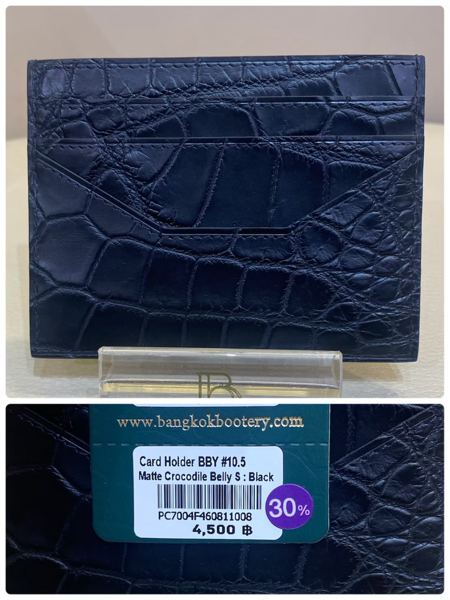 B
www.bangkokbootery.com
Card Holder BBY #10.5
Matte Crocodile Belly S : Black
30%
PC7004F460811008
4,500 ฿